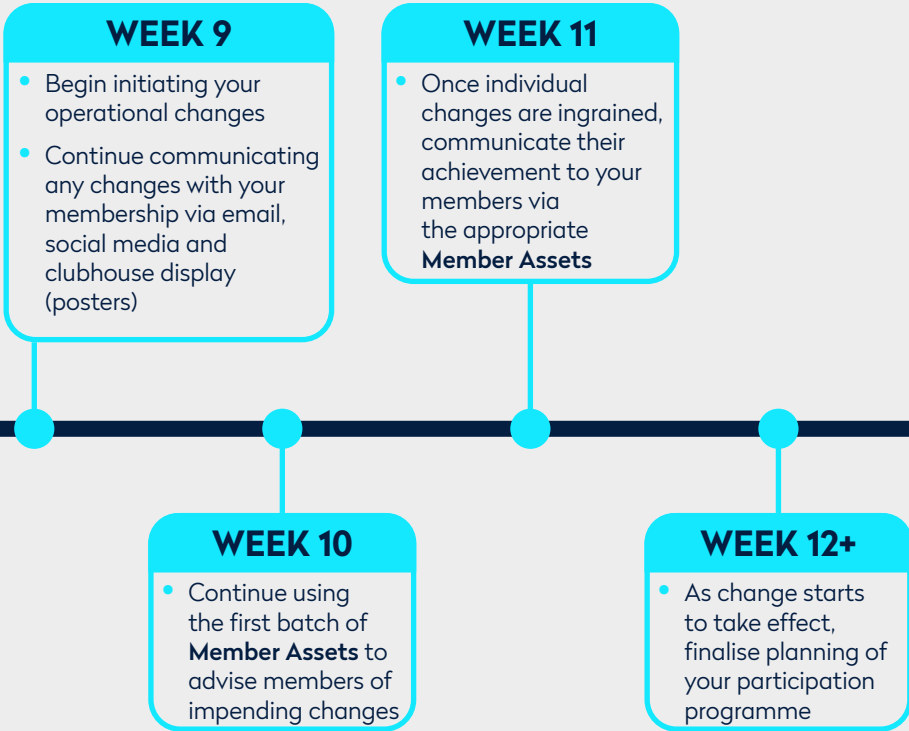 WEEK 9
• Begin initiating your
operational changes
• Continue communicating
any changes with your
membership via email,
social media and
clubhouse display
(posters)
WEEK 10
• Continue using
the first batch of
Member Assets to
advise members of
impending changes
WEEK 11
• Once individual
changes are ingrained,
communicate their
achievement to your
members via
the appropriate
Member Assets
WEEK 12+
• As change starts
to take effect,
finalise planning of
your participation
programme